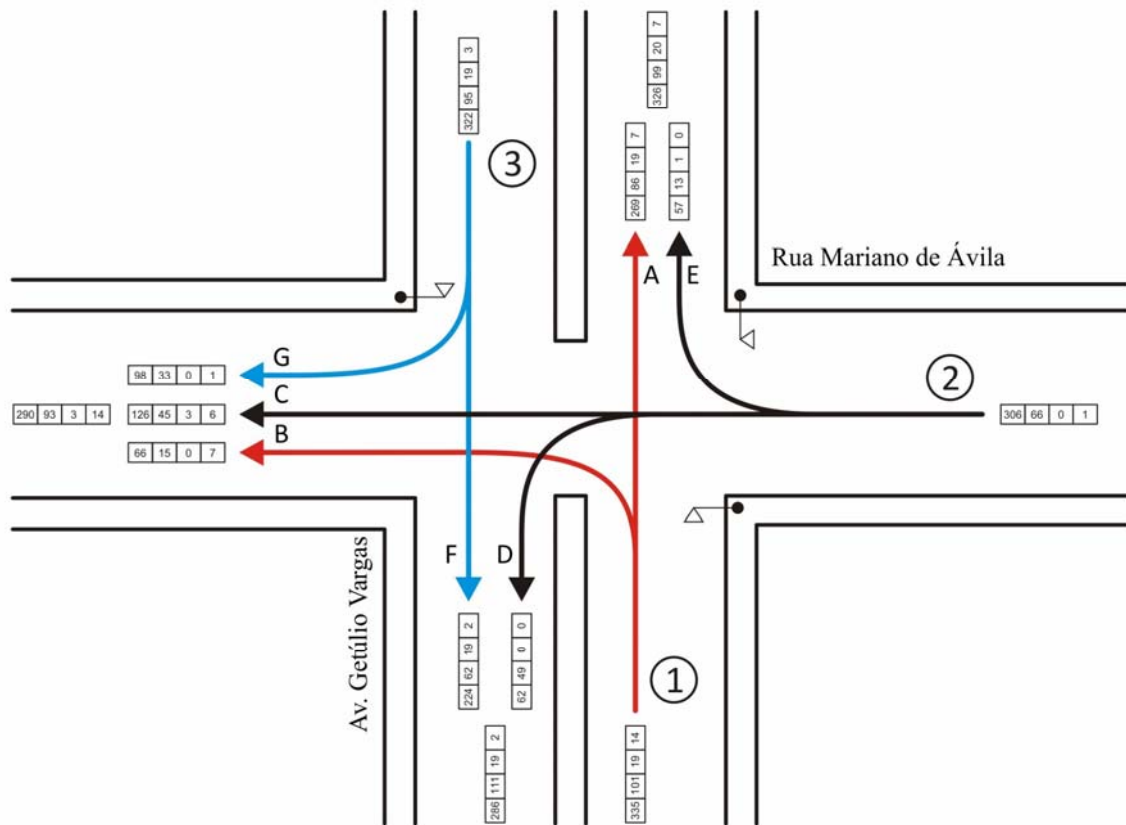 326 99 20 7
322 95 19 3
3
269 86 19 7
57 13 1 0
A E
Rua Mariano de Ávila
G
98 33 0 1
2
C
290 93 3 14
126 45 3 6
306 66 0 1
B
66 15 0 7
F D
Av. Getúlio Vargas
224 62 19 2
62 49 0 0
1
286 111 19 2
335 101 19 14